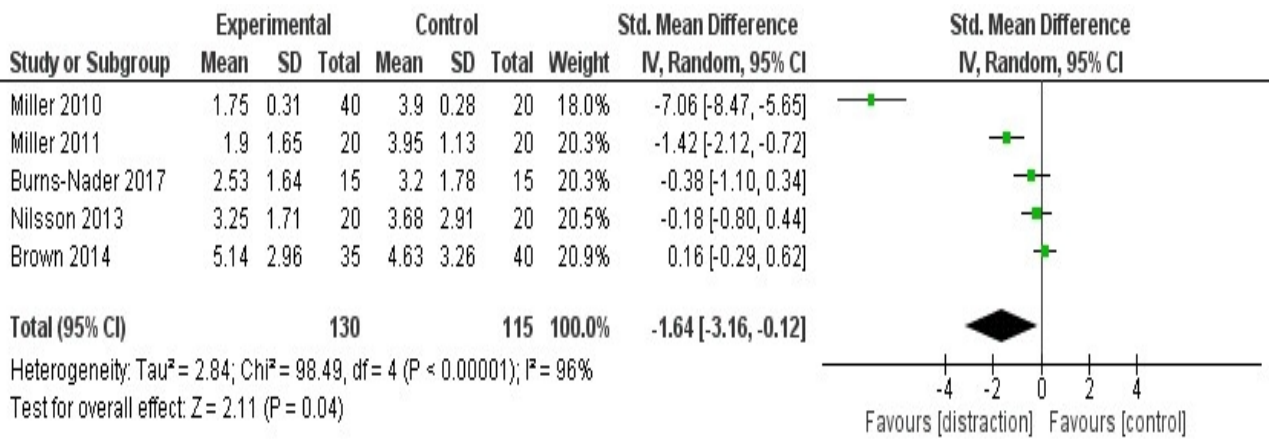 Experimental Control Std. Mean Difference Std. Mean Difference
Study or Subgroup Mean SD Total Mean SD Total Weight IV, Random, 95% CI IV, Random, 95% CI
Miller 2010 1.75 0.31 40 3.9 0.28 20 18.0% -7.06 [-8.47, -5.65]
Miller 2011 1.9 1.65 20 3.95 1.13 20 20.3% -1.42 [-2.12, -0.72]
Burns-Nader 2017 2.53 1.64 15 3.2 1.78 15 20.3% -0.38 [-1.10, 0.34]
Nilsson 2013 3.25 1.71 20 3.68 2.91 20 20.5% -0.18 [-0.80, 0.44]
Brown 2014 5.14 2.96 35 4.63 3.26 40 20.9% 0.16 [-0.29, 0.62]
Total (95% CI) 130 115 100.0% -1.64 [-3.16, -0.12]
Heterogeneity: Tau² = 2.84; Chi² = 98.49, df = 4 (P < 0.00001); I² = 96%
Test for overall effect: Z = 2.11 (P = 0.04)
-4 -2 0 2 4
Favours [distraction] Favours [control]